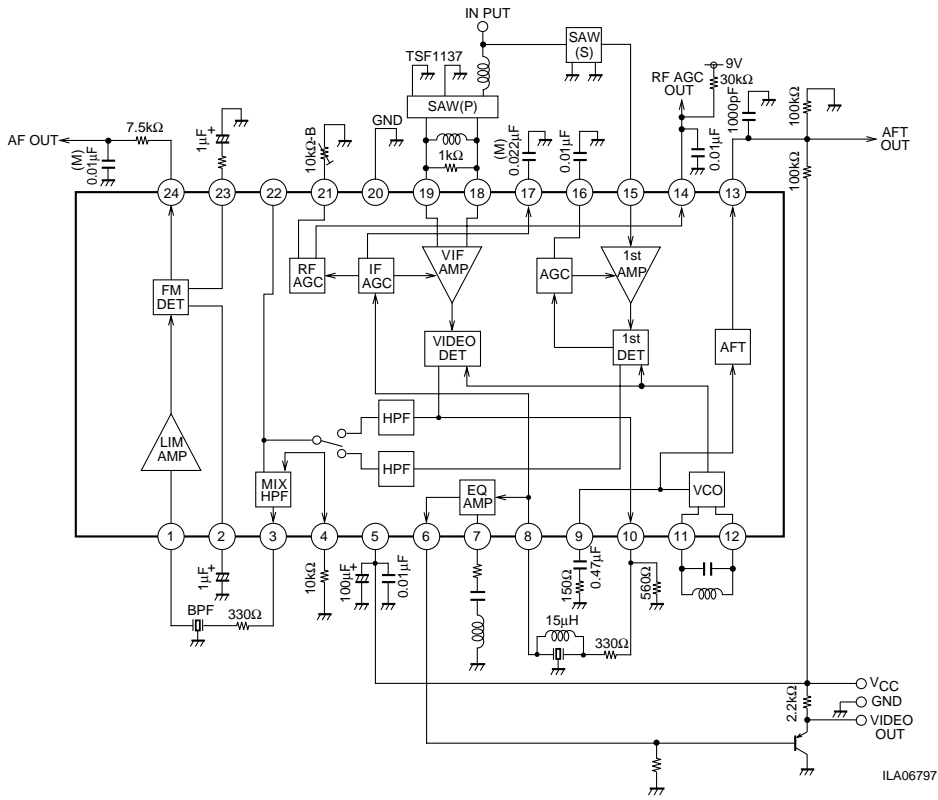 IN PUT
SAW
(S)
TSF1137
SAW(P)
RF AGC
OUT
9V
30kΩ
1000pF
100kΩ
AFT
OUT
100kΩ
AF OUT
7.5kΩ
(M)
0.01μF
1μF
+
10kΩ-B
GND
1kΩ
(M)
0.022μF
0.01μF
0.01μF
24
23
22
21
20
19
18
17
16
15
14
13
RF
AGC
IF
AGC
VIF
AMP
AGC
1st
AMP
FM
DET
VIDEO
DET
1st
DET
AFT
HPF
LIM
AMP
HPF
MIX
HPF
EQ
AMP
VCO
1
2
3
4
5
6
7
8
9
10
11
12
1μF
+
10kΩ
100μF
+
0.01μF
150Ω
0.47μF
560Ω
BPF
330Ω
15μH
330Ω
VCC
GND
2.2kΩ
VIDEO
OUT
ILA06797